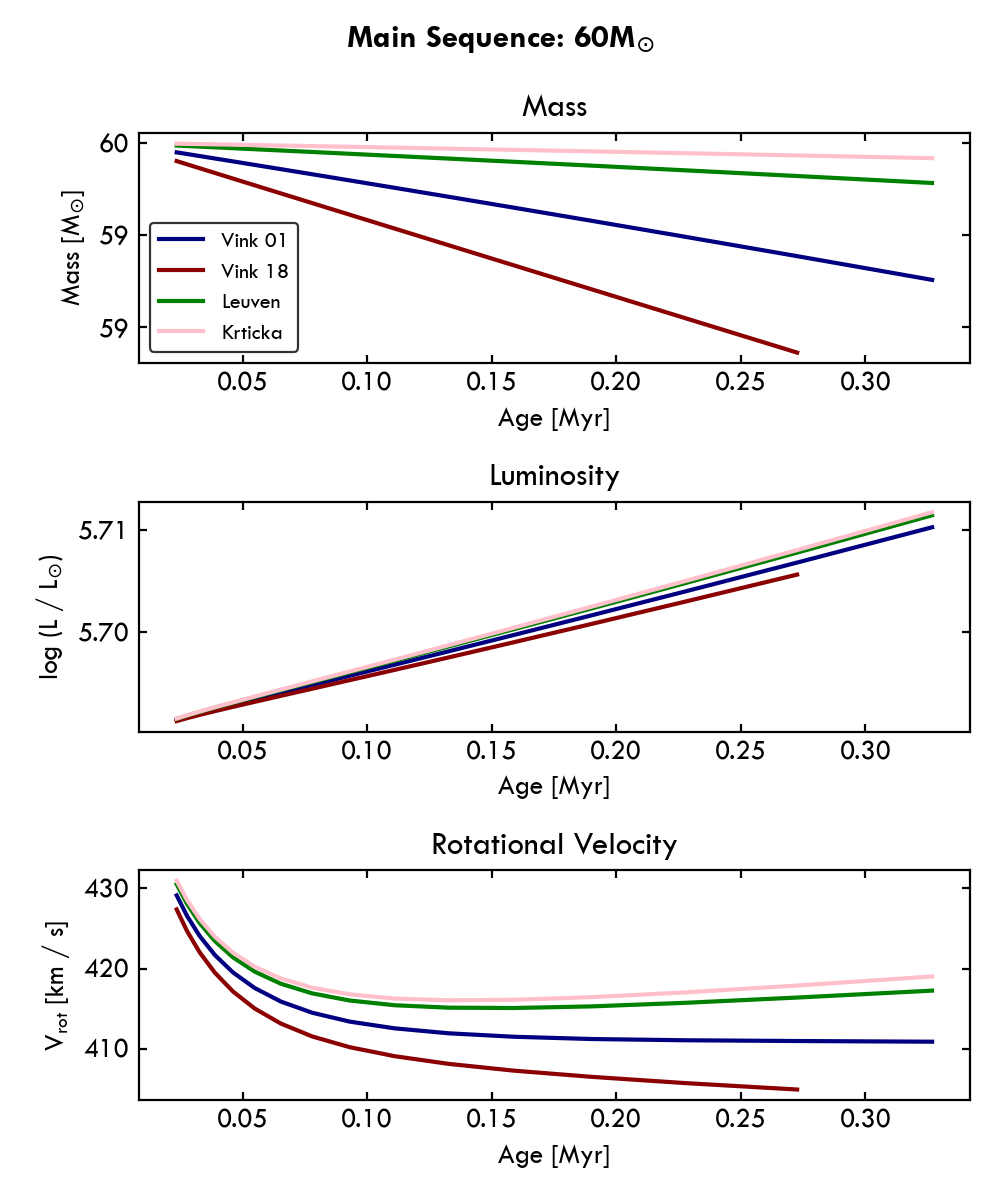 Main Sequence: 60M☉
Mass
Mass [M☉]
60
59
59
Vink 01
Vink 18
Leuven
Krticka
0.05 0.10 0.15 0.20 0.25 0.30
Age [Myr]
Luminosity
log (L / L☉)
5.71
5.70
0.05 0.10 0.15 0.20 0.25 0.30
Age [Myr]
Rotational Velocity
Vrot [km / s]
430
420
410
0.05 0.10 0.15 0.20 0.25 0.30
Age [Myr]